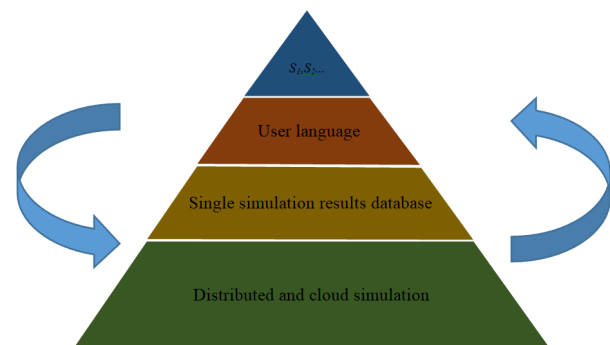 S₁,S₂...
User language
Single simulation results database
Distributed and cloud simulation